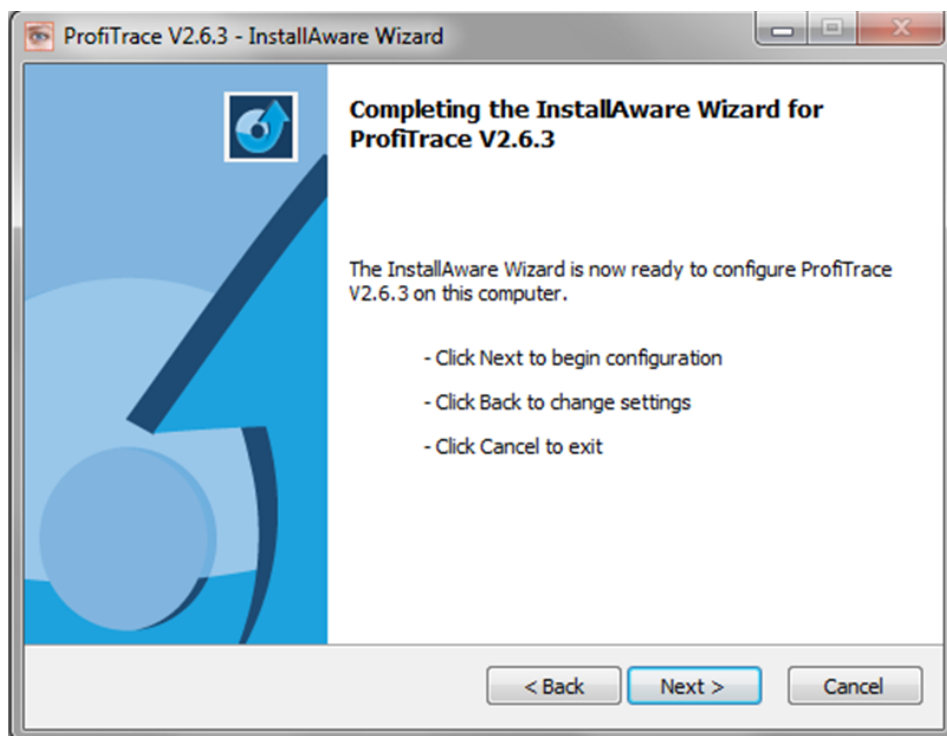 ProfiTrace V2.6.3 - InstallAware Wizard
Completing the InstallAware Wizard for
ProfiTrace V2.6.3
The InstallAware Wizard is now ready to configure ProfiTrace
V2.6.3 on this computer.
- Click Next to begin configuration
- Click Back to change settings
- Click Cancel to exit
< Back
Next >
Cancel